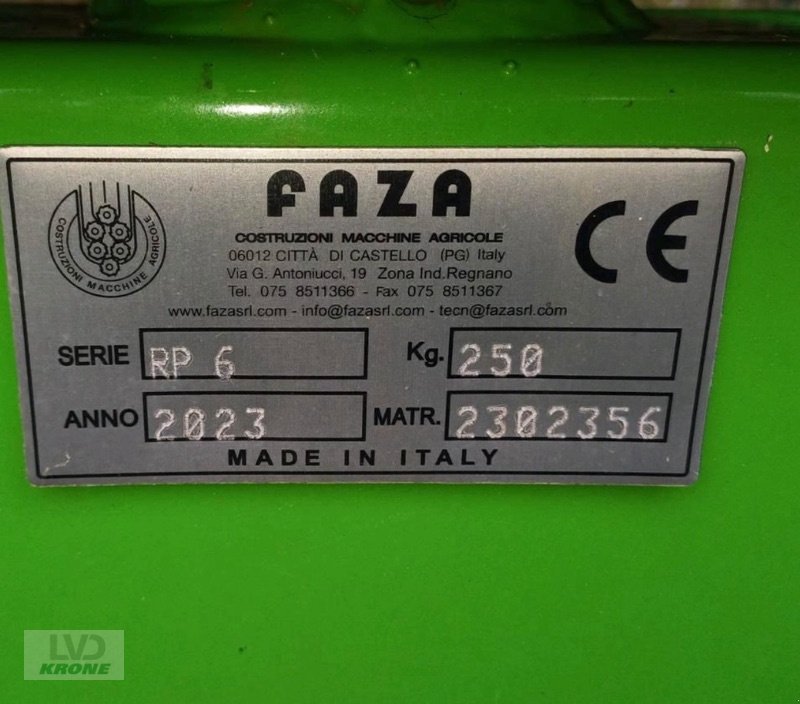 FAZA
COSTRUZIONI MACCHINE AGRICOLE
COSTRUZIONI MACCHINE AGRICOLE
06012 CITTÀ DI CASTELLO (PG) Italy
Via G. Antoniucci, 19 Zona Ind.Regnano
Tel. 075 8511366 - Fax 075 8511367
www.fazasrl.com - info@fazasrl.com - tecn@fazasrl.com
CE
SERIE RP 6 Kg. 250
ANNO 2023 MATR. 2302356
MADE IN ITALY
LVD
KRONE